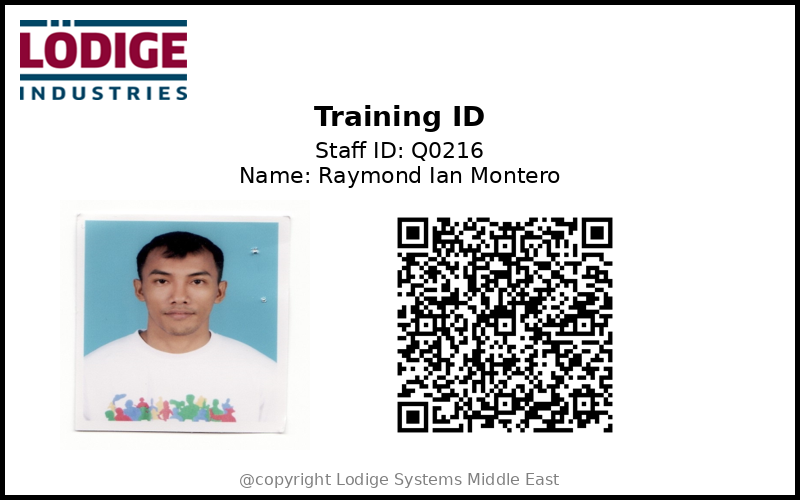 LÖDIGE
INDUSTRIES
Training ID
Staff ID: Q0216
Name: Raymond Ian Montero
@copyright Lodige Systems Middle East